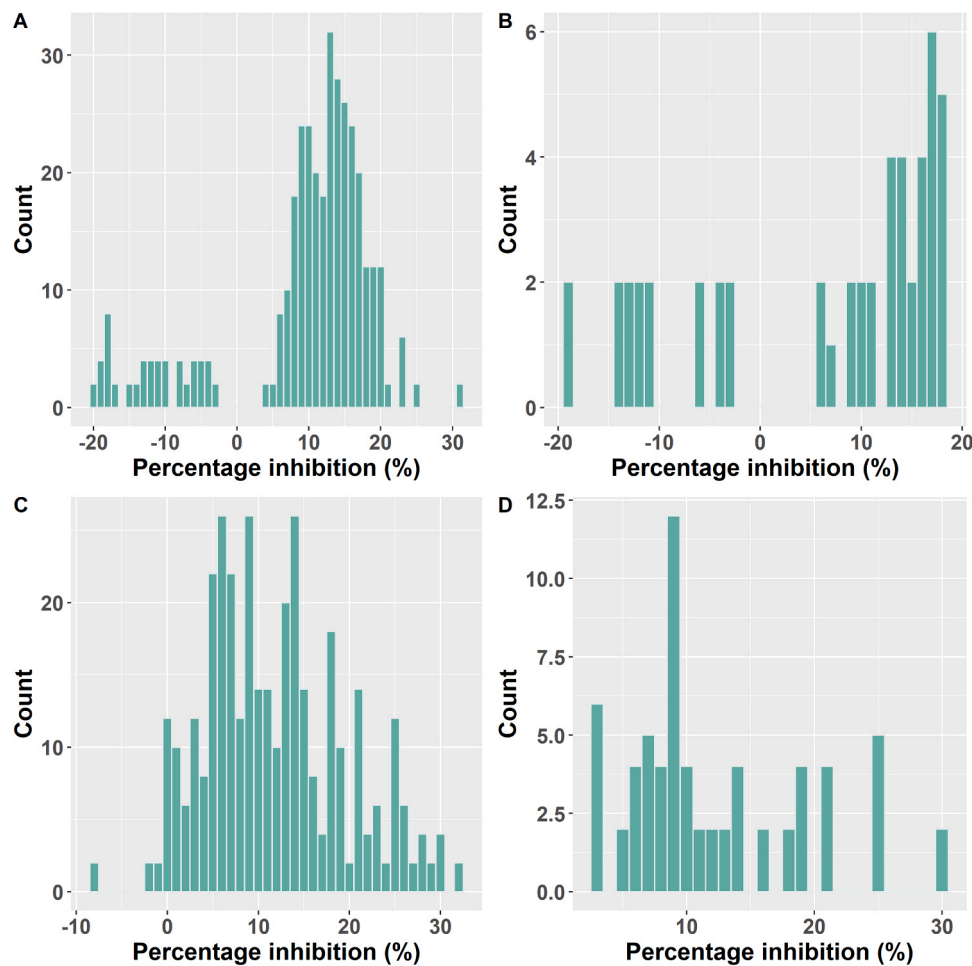 A
30
20
10
0
Count
-20 -10 0 10 20 30
Percentage inhibition (%)
B
6
4
2
0
Count
-20 -10 0 10 20
Percentage inhibition (%)
C
20
10
0
Count
-10 0 10 20 30
Percentage inhibition (%)
D
12.5
10.0
7.5
5.0
2.5
0.0
Count
10 20 30
Percentage inhibition (%)